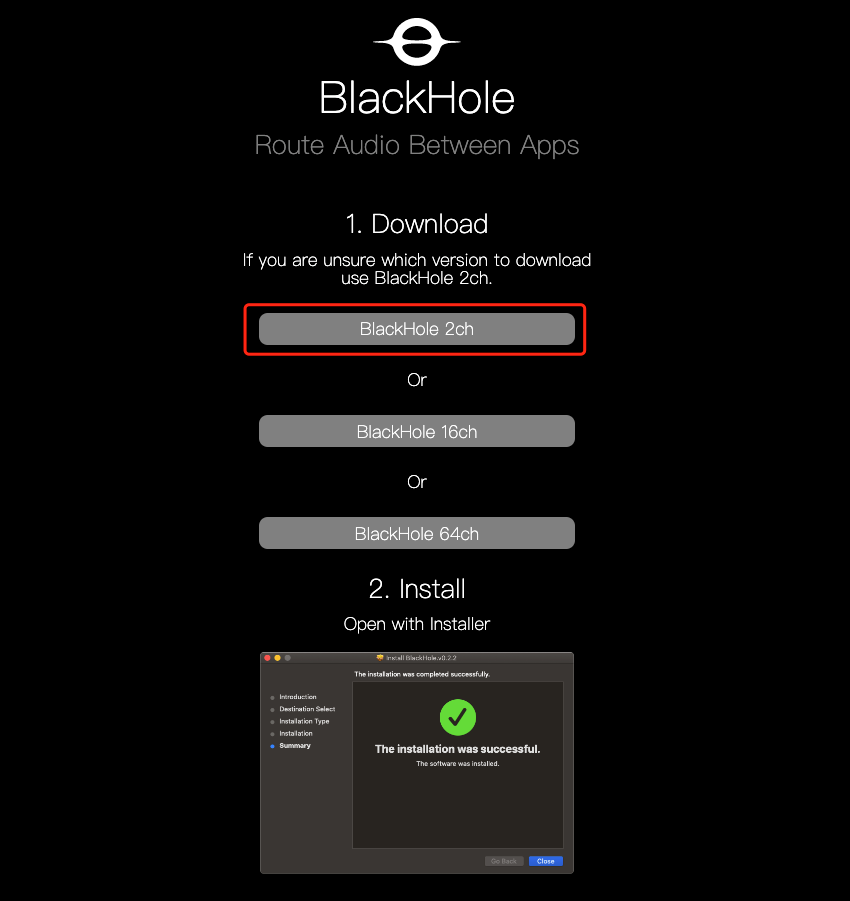 BlackHole
Route Audio Between Apps
1. Download
If you are unsure which version to download
use BlackHole 2ch.
BlackHole 2ch
Or
BlackHole 16ch
Or
BlackHole 64ch
2. Install
Open with Installer
Install BlackHole.v0.2.2
The installation was completed successfully.
Introduction
Destination Select
Installation Type
Installation
Summary
The installation was successful.
The software was installed.
Go Back
Close